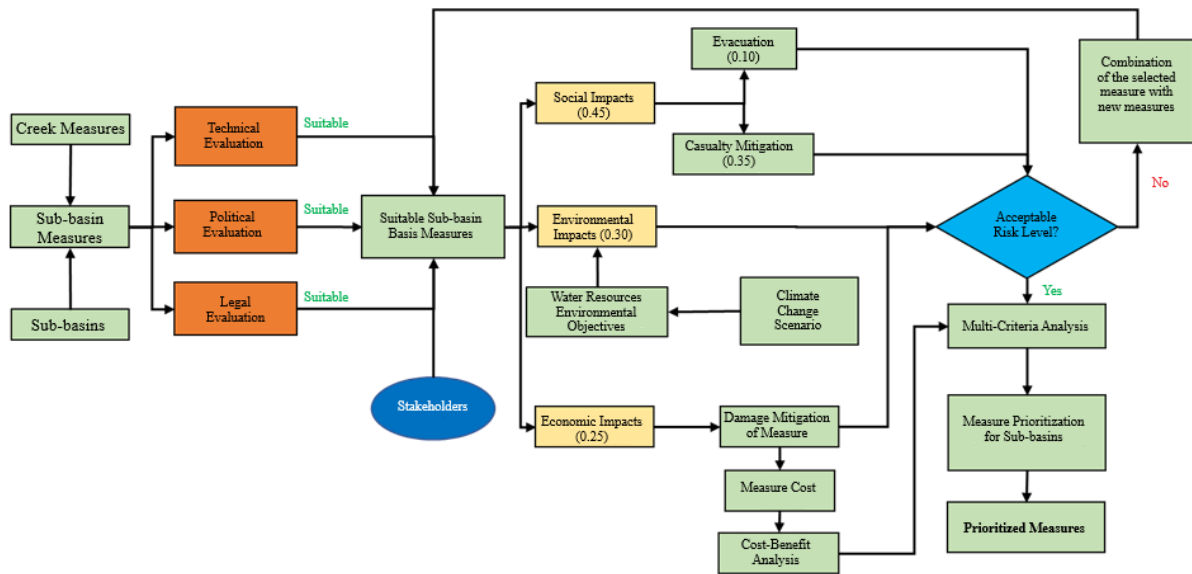 Creek Measures
Sub-basin
Measures
Sub-basins
Technical
Evaluation
Suitable
Political
Evaluation
Suitable
Legal
Evaluation
Suitable
Suitable Sub-basin
Basis Measures
Stakeholders
Social Impacts
(0.45)
Evacuation
(0.10)
Casualty Mitigation
(0.35)
Environmental
Impacts (0.30)
Water Resources
Environmental
Objectives
Climate
Change
Scenario
Economic Impacts
(0.25)
Damage Mitigation
of Measure
Measure Cost
Cost-Benefit
Analysis
Combination
of the selected
measure with
new measures
No
Acceptable
Risk Level?
Yes
Multi-Criteria Analysis
Measure Prioritization
for Sub-basins
Prioritized Measures